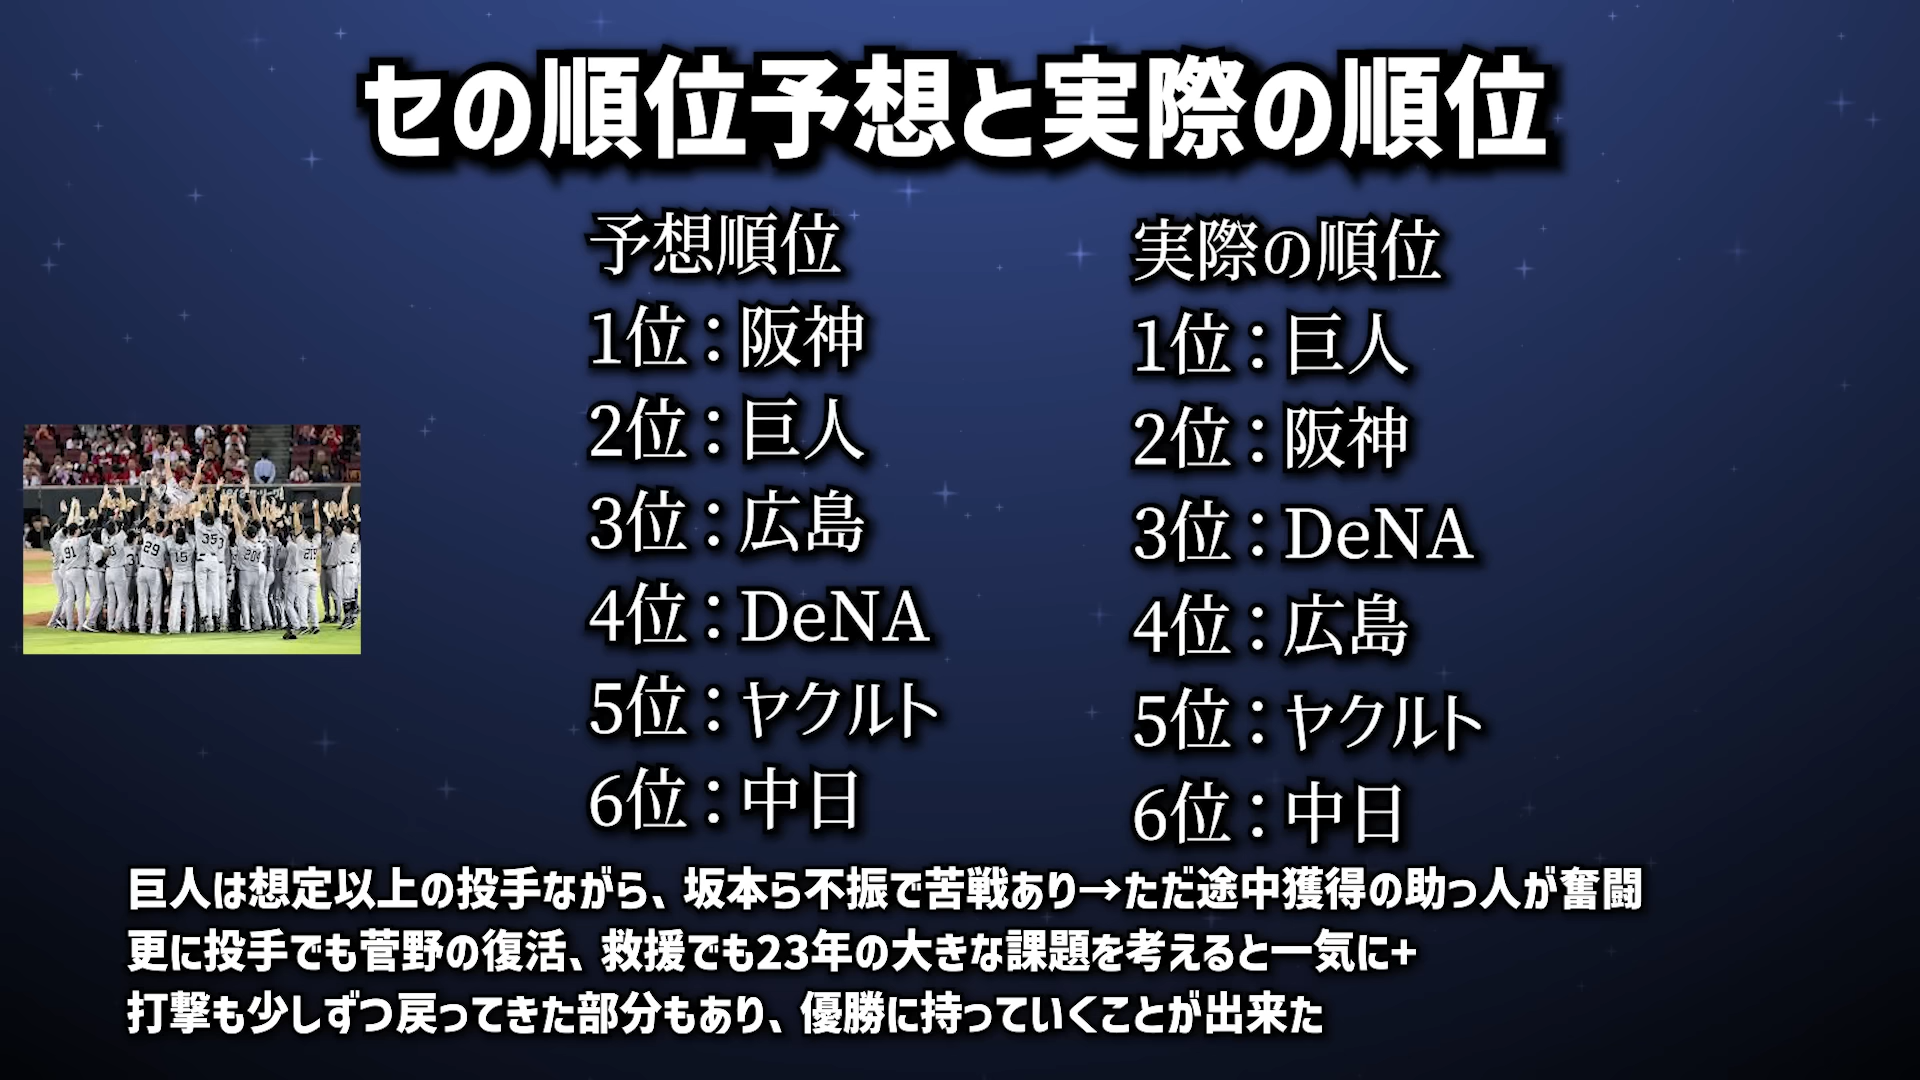 セの順位予想と実際の順位
予想順位
1位：阪神
2位：巨人
3位：広島
4位：DeNA
5位：ヤクルト
6位：中日
実際の順位
1位：巨人
2位：阪神
3位：DeNA
4位：広島
5位：ヤクルト
6位：中日
91
29
15
35
204
巨人は想定以上の投手ながら、坂本ら不振で苦戦あり→ただ途中獲得の助っ人が奮闘
更に投手でも菅野の復活、救援でも23年の大きな課題を考えると一気に+
打撃も少しずつ戻ってきた部分もあり、優勝に持っていくことが出来た